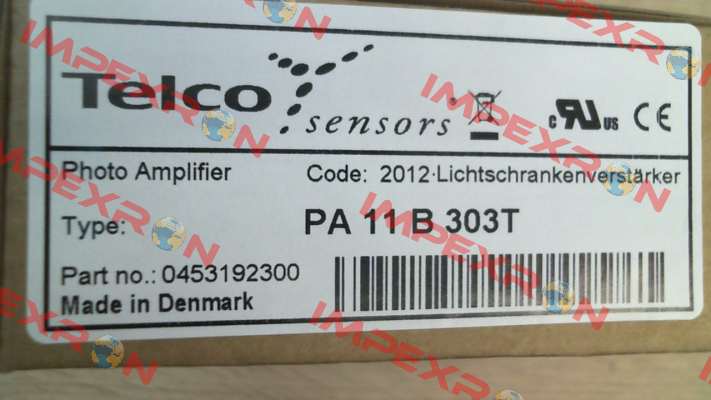 Telco
sensors
c RU us CE
Photo Amplifier Code: 2012·Lichtschrankenverstärker
Type: PA 11 B 303T
Part no.: 0453192300
Made in Denmark
IMPEXRON